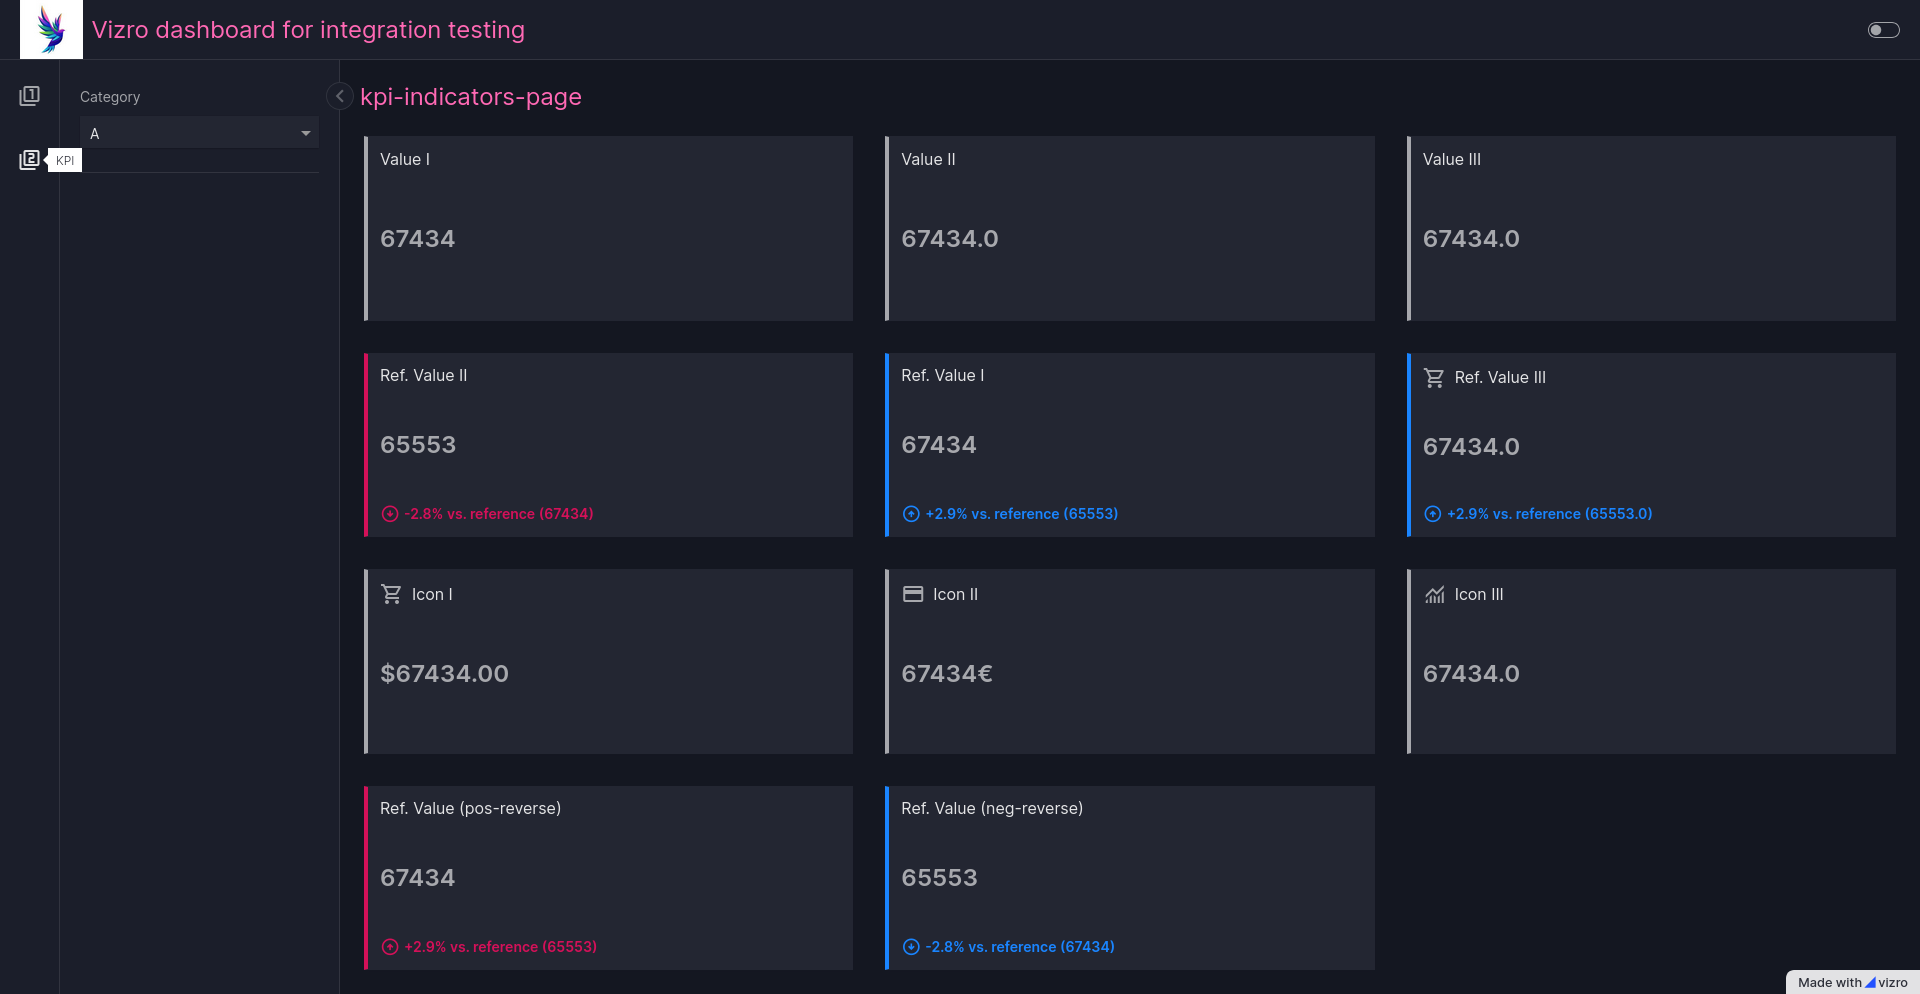 Vizro dashboard for integration testing
1
Category
A
2
KPI
kpi-indicators-page
Value I
67434
Value II
67434.0
Value III
67434.0
Ref. Value II
65553
-2.8% vs. reference (67434)
Ref. Value I
67434
+2.9% vs. reference (65553)
Ref. Value III
67434.0
+2.9% vs. reference (65553.0)
Icon I
$67434.00
Icon II
67434€
Icon III
67434.0
Ref. Value (pos-reverse)
67434
+2.9% vs. reference (65553)
Ref. Value (neg-reverse)
65553
-2.8% vs. reference (67434)
Made with vizro